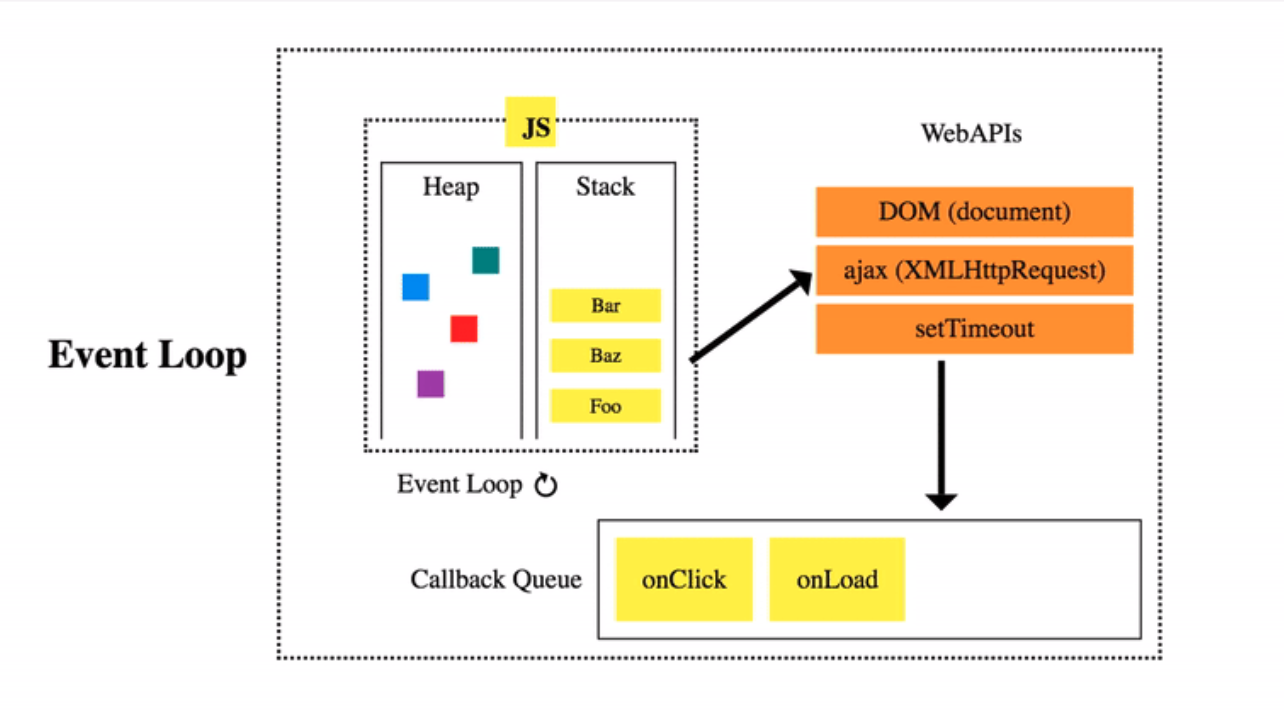 Event Loop
JS
Heap
Stack
Bar
Baz
Foo
Event Loop
WebAPIs
DOM (document)
ajax (XMLHttpRequest)
setTimeout
Callback Queue
onClick
onLoad